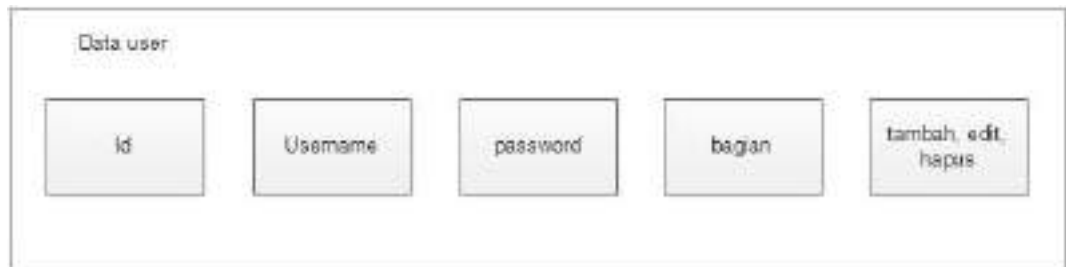 Data user
Id
Username
password
bagian
tambah, edit,
hapus